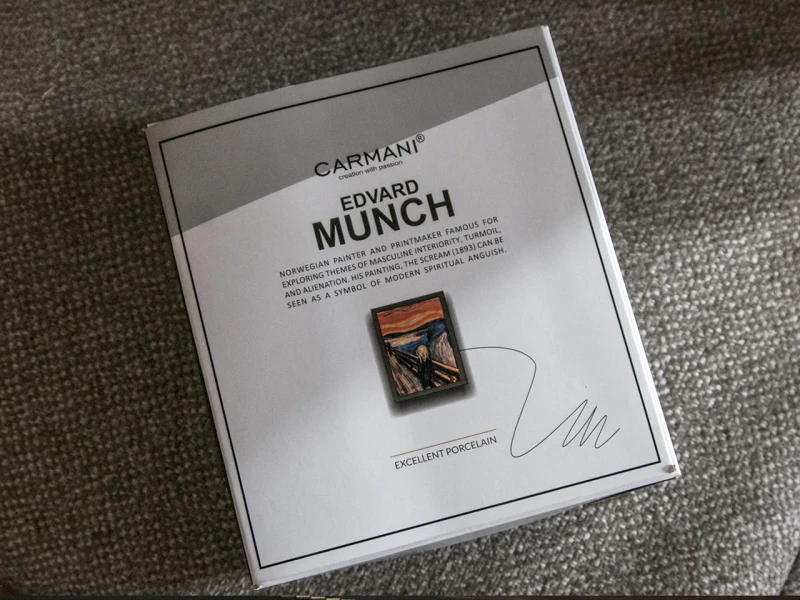 CARMANI®
creation with passion
EDVARD
MUNCH
NORWEGIAN PAINTER AND PRINTMAKER FAMOUS FOR
EXPLORING THEMES OF MASCULINE INTERIORITY, TURMOIL,
AND ALIENATION. HIS PAINTING, THE SCREAM (1893) CAN BE
SEEN AS A SYMBOL OF MODERN SPIRITUAL ANGUISH.
EXCELLENT PORCELAIN